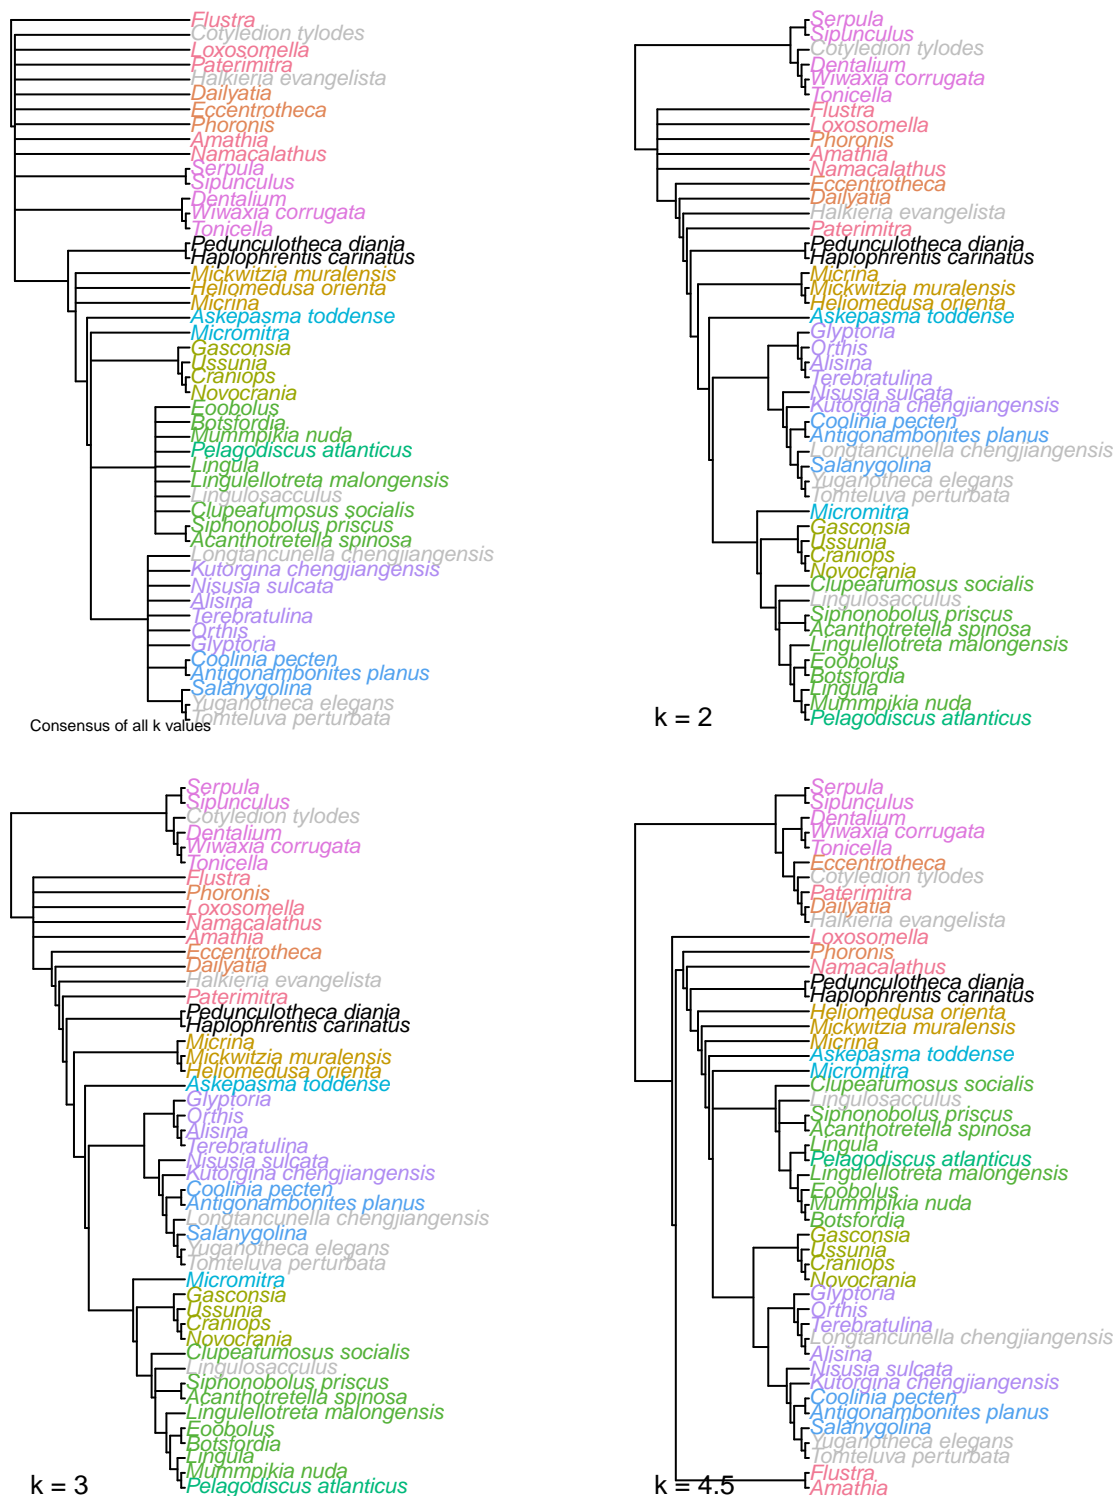 Flustra
Cotyledion tylodes
Loxosomella
Paterimitra
Halkieria evangelista
Dailyatia
Eccentrotheca
Phoronis
Amathia
Namacalathus
Serpula
Sipunculus
Dentalium
Wiwaxia corrugata
Tonicella
Pedunculotheca diania
Haplophrentis carinatus
Mickwitzia muralensis
Heliomedusa orienta
Micrina
Askepasma toddense
Micromitra
Gasconsia
Ussunia
Craniops
Novocrania
Eoobolus
Botsfordia
Mummpikia nuda
Pelagodiscus atlanticus
Lingula
Lingulellotreta malongensis
Lingulosacculus
Clupeafumosus socialis
Siphonobolus priscus
Acanthotretella spinosa
Longtancunella chengjiangensis
Kutorgina chengjiangensis
Nisusia sulcata
Alisina
Terebratulina
Orthis
Glyptoria
Coolinia pecten
Antigonambonites planus
Salanygolina
Yuganotheca elegans
Tomteluva perturbata
Consensus of all k values
Serpula
Sipunculus
Cotyledion tylodes
Dentalium
Wiwaxia corrugata
Tonicella
Flustra
Loxosomella
Phoronis
Amathia
Namacalathus
Eccentrotheca
Dailyatia
Halkieria evangelista
Paterimitra
Pedunculotheca diania
Haplophrentis carinatus
Micrina
Mickwitzia muralensis
Heliomedusa orienta
Askepasma toddense
Glyptoria
Orthis
Alisina
Terebratulina
Nisusia sulcata
Kutorgina chengjiangensis
Coolinia pecten
Antigonambonites planus
Longtancunella chengjiangensis
Salanygolina
Yuganotheca elegans
Tomteluva perturbata
Micromitra
Gasconsia
Ussunia
Craniops
Novocrania
Clupeafumosus socialis
Lingulosacculus
Siphonobolus priscus
Acanthotretella spinosa
Lingulellotreta malongensis
Eoobolus
Botsfordia
Lingula
Mummpikia nuda
Pelagodiscus atlanticus
k = 2
Serpula
Sipunculus
Cotyledion tylodes
Dentalium
Wiwaxia corrugata
Tonicella
Flustra
Phoronis
Loxosomella
Namacalathus
Amathia
Eccentrotheca
Dailyatia
Halkieria evangelista
Paterimitra
Pedunculotheca diania
Haplophrentis carinatus
Micrina
Mickwitzia muralensis
Heliomedusa orienta
Askepasma toddense
Glyptoria
Orthis
Alisina
Terebratulina
Nisusia sulcata
Kutorgina chengjiangensis
Coolinia pecten
Antigonambonites planus
Longtancunella chengjiangensis
Salanygolina
Yuganotheca elegans
Tomteluva perturbata
Micromitra
Gasconsia
Ussunia
Craniops
Novocrania
Clupeafumosus socialis
Lingulosacculus
Siphonobolus priscus
Acanthotretella spinosa
Lingulellotreta malongensis
Eoobolus
Botsfordia
Lingula
Mummpikia nuda
Pelagodiscus atlanticus
k = 3
Serpula
Sipunculus
Dentalium
Wiwaxia corrugata
Tonicella
Eccentrotheca
Cotyledion tylodes
Paterimitra
Dailyatia
Halkieria evangelista
Loxosomella
Phoronis
Namacalathus
Pedunculotheca diania
Haplophrentis carinatus
Heliomedusa orienta
Mickwitzia muralensis
Micrina
Askepasma toddense
Micromitra
Clupeafumosus socialis
Lingulosacculus
Siphonobolus priscus
Acanthotretella spinosa
Lingula
Pelagodiscus atlanticus
Lingulellotreta malongensis
Eoobolus
Mummpikia nuda
Botsfordia
Gasconsia
Ussunia
Craniops
Novocrania
Glyptoria
Orthis
Terebratulina
Longtancunella chengjiangensis
Alisina
Nisusia sulcata
Kutorgina chengjiangensis
Coolinia pecten
Antigonambonites planus
Salanygolina
Yuganotheca elegans
Tomteluva perturbata
Flustra
Amathia
k = 4.5